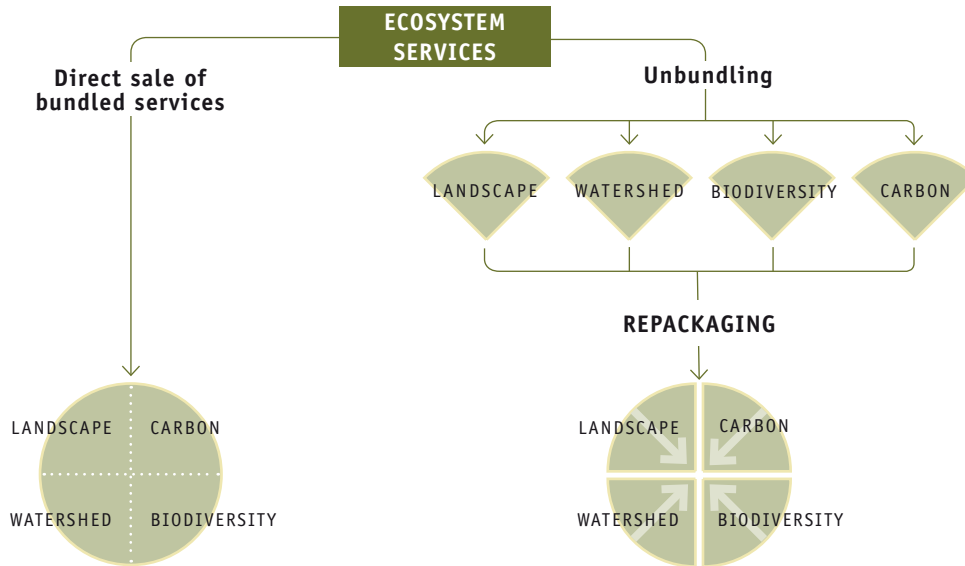 ECOSYSTEM
SERVICES
Direct sale of
bundled services
Unbundling
LANDSCAPE
WATERSHED
BIODIVERSITY
CARBON
REPACKAGING
LANDSCAPE
CARBON
WATERSHED
BIODIVERSITY
LANDSCAPE
CARBON
WATERSHED
BIODIVERSITY